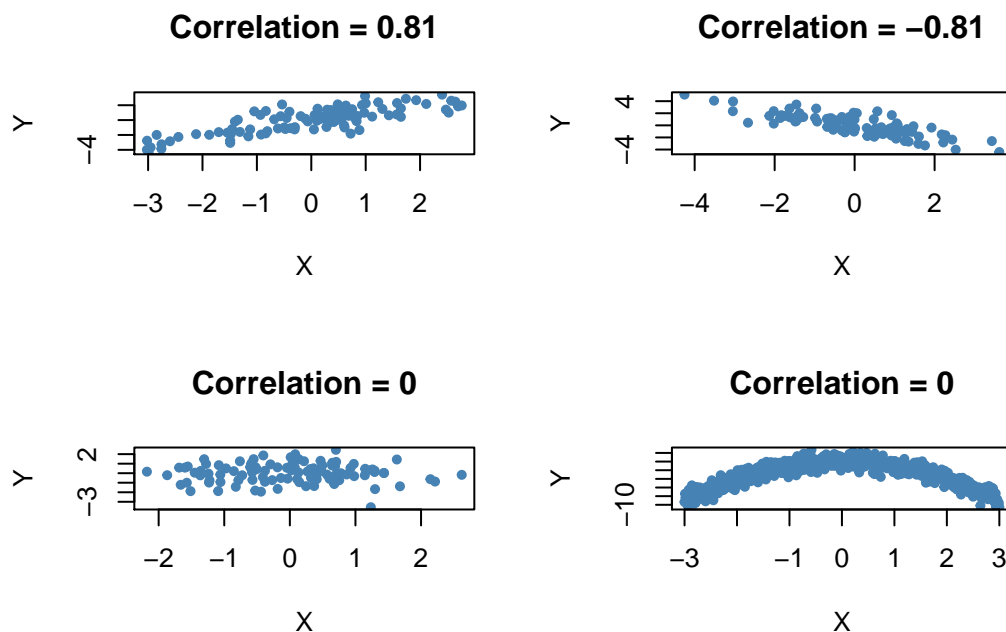 Correlation = 0.81
Y
−4
−3 −2 −1 0 1 2
X
Correlation = −0.81
Y
4
−4
−4 −2 0 2
X
Correlation = 0
Y
2
−3
−2 −1 0 1 2
X
Correlation = 0
Y
−10
−3 −1 0 1 2 3
X